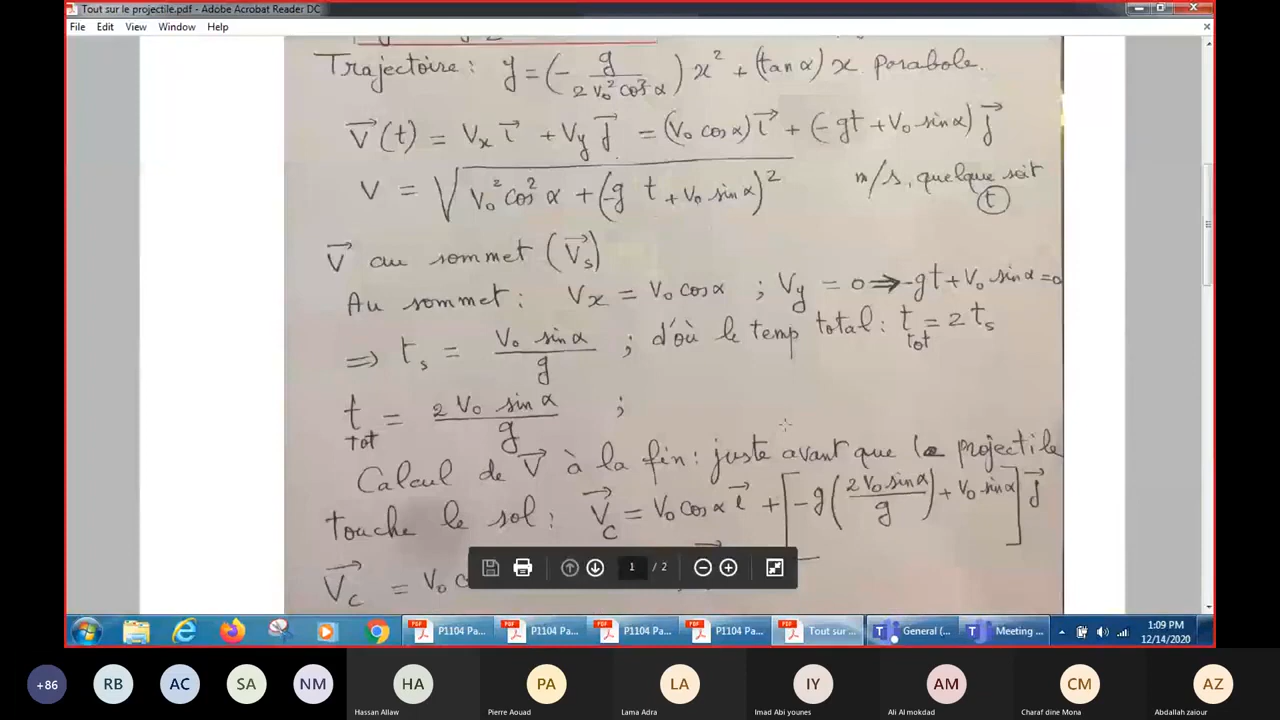 Tout sur le projectile.pdf - Adobe Acrobat Reader DC
File Edit View Window Help
Trajectoire : y = (- g / 2 V₀² cos²α) x² + (tan α) x parabole.
V⃗(t) = Vx i⃗ + Vy j⃗ = (V₀ cos α) i⃗ + (-gt + V₀ sin α) j⃗
V = √(V₀² cos² α + (-g t + V₀ sin α)²) m/s, quelque soit t
V⃗ au sommet (V⃗s)
Au sommet : Vx = V₀ cos α ; Vy = 0 ⇒ -gt + V₀ sin α = 0
⇒ ts = V₀ sin α / g ; d'où le temp total : t tot = 2 ts
t Tot = 2 V₀ sin α / g ;
Calcul de V⃗ à la fin : juste avant que le projectile
touche le sol : V⃗c = V₀ cos α i⃗ + [-g (2 V₀ sin α / g) + V₀ sin α] j⃗
V⃗c = V₀ c
1 / 2
P1104 Pa... P1104 Pa... P1104 Pa... P1104 Pa... Tout sur ... General (... Meeting ...
1:09 PM
12/14/2020
+86 RB AC SA NM HA PA LA IY AM CM AZ
Hassan Allaw Pierre Aouad Lama Adra Imad Abi younes Ali Al mokdad Charaf dine Mona Abdallah zaiour